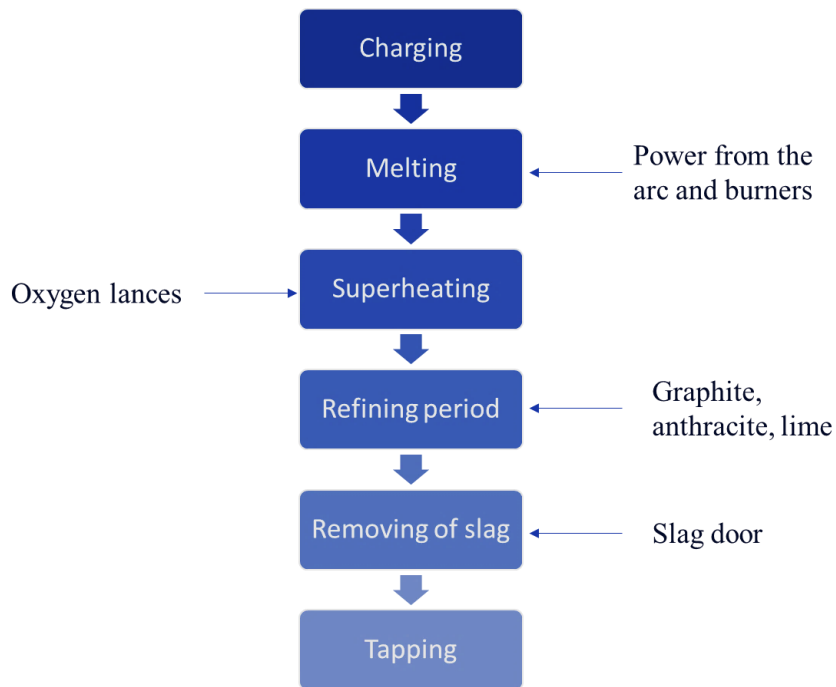 Charging
Melting
Power from the
arc and burners
Superheating
Oxygen lances
Refining period
Graphite,
anthracite, lime
Removing of slag
Slag door
Tapping